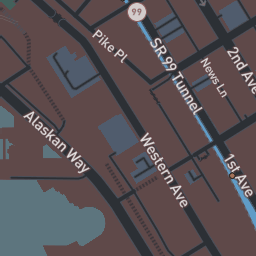 99
Pike Pl
SR 99 Tunnel
2nd Ave
News Ln
Alaskan Way
Western Ave
1st Ave